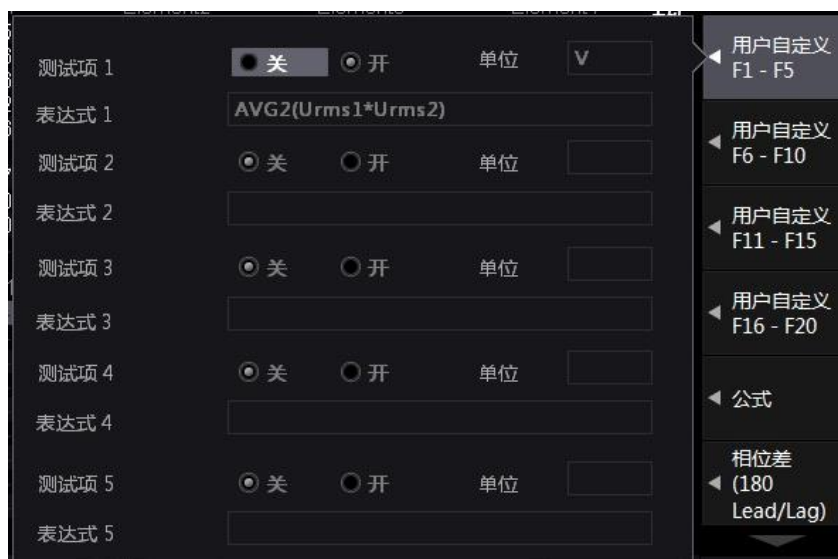 测试项 1 关 开 单位 V
表达式 1 AVG2(Urms1*Urms2)
测试项 2 关 开 单位
表达式 2
测试项 3 关 开 单位
表达式 3
测试项 4 关 开 单位
表达式 4
测试项 5 关 开 单位
表达式 5
用户自定义
F1 - F5
用户自定义
F6 - F10
用户自定义
F11 - F15
用户自定义
F16 - F20
公式
相位差
(180
Lead/Lag)